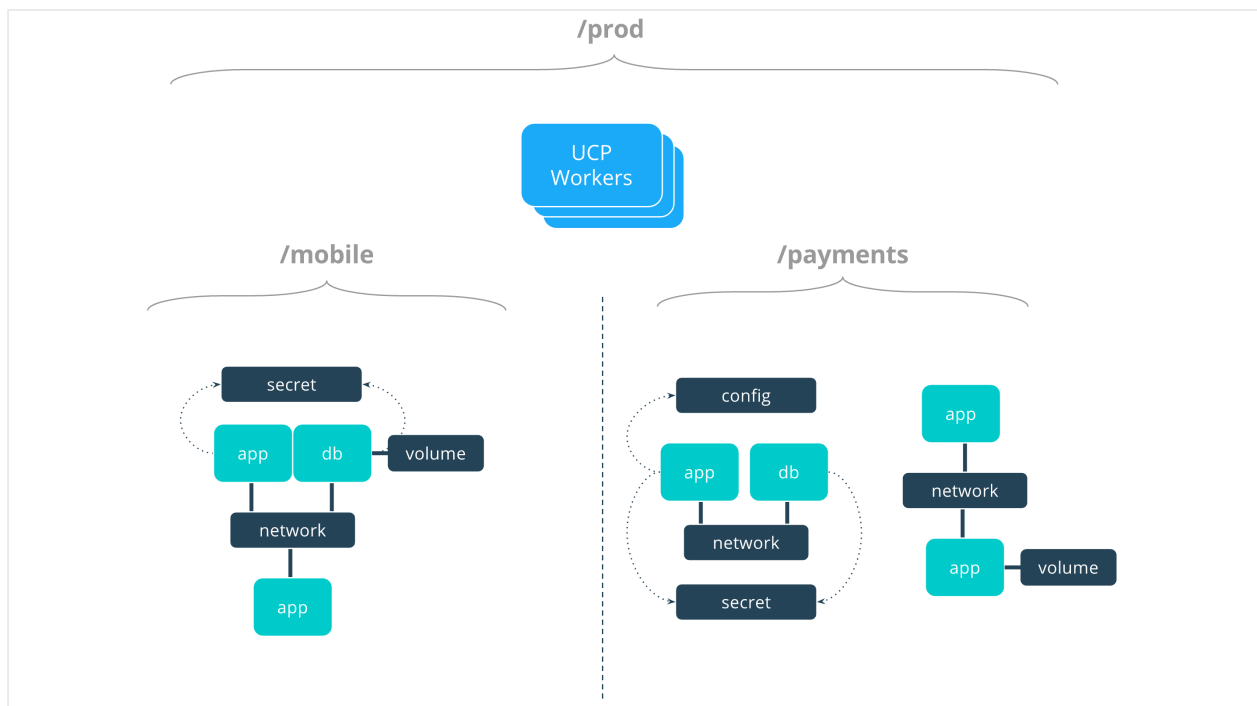 /prod
UCP
Workers
/mobile
/payments
secret
app
db
volume
network
app
config
app
db
network
secret
app
network
app
volume